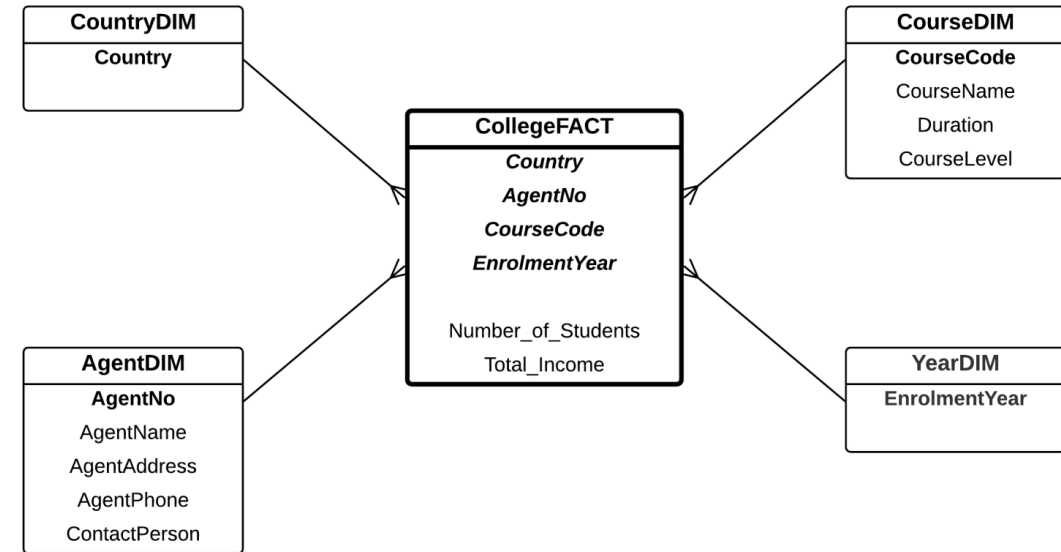 CountryDIM
Country
CourseDIM
CourseCode
CourseName
Duration
CourseLevel
CollegeFACT
Country
AgentNo
CourseCode
EnrolmentYear
Number_of_Students
Total_Income
AgentDIM
AgentNo
AgentName
AgentAddress
AgentPhone
ContactPerson
YearDIM
EnrolmentYear